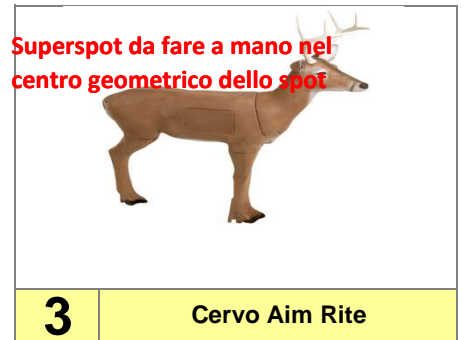 Superspot da fare a mano nel
centro geometrico dello spot
3 Cervo Aim Rite